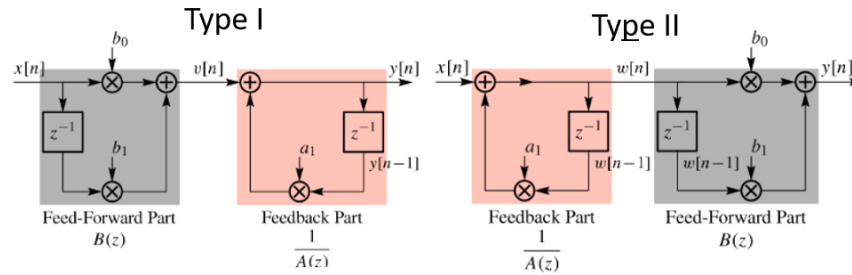 Type I
b₀
x[n]
v[n]
y[n]
z⁻¹
b₁
a₁
z⁻¹
y[n−1]
Feed-Forward Part
B(z)
Feedback Part
1
A(z)
Type II
b₀
x[n]
w[n]
y[n]
z⁻¹
a₁
w[n−1]
z⁻¹
w[n−1]
b₁
Feedback Part
1
A(z)
Feed-Forward Part
B(z)